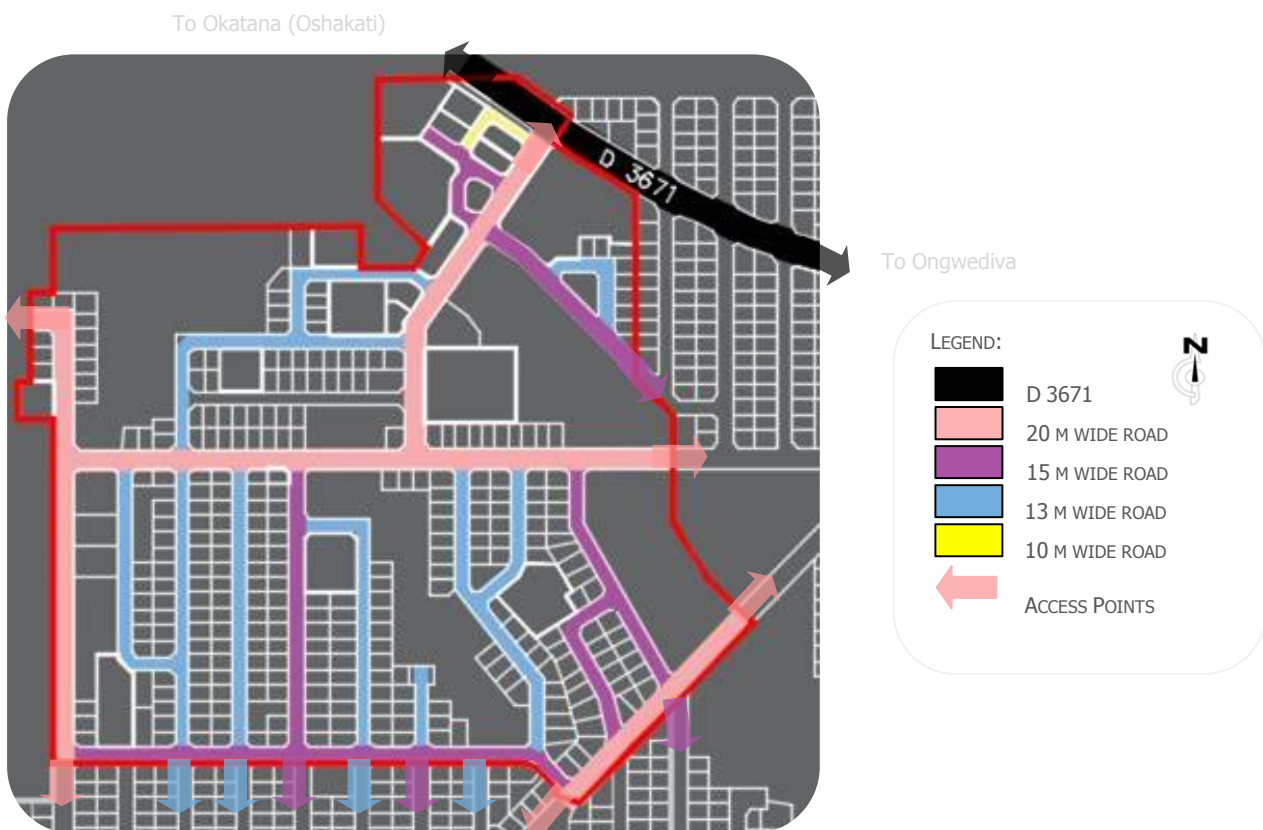 To Okatana (Oshakati)
D 3671
To Ongwediva
LEGEND:
N
D 3671
20 M WIDE ROAD
15 M WIDE ROAD
13 M WIDE ROAD
10 M WIDE ROAD
ACCESS POINTS